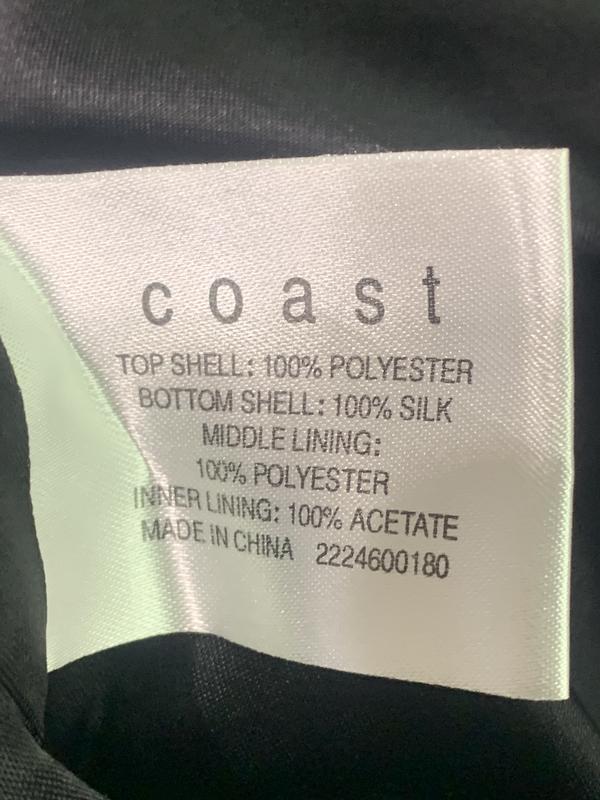 coast
TOP SHELL: 100% POLYESTER
BOTTOM SHELL: 100% SILK
MIDDLE LINING:
100% POLYESTER
INNER LINING: 100% ACETATE
MADE IN CHINA 2224600180